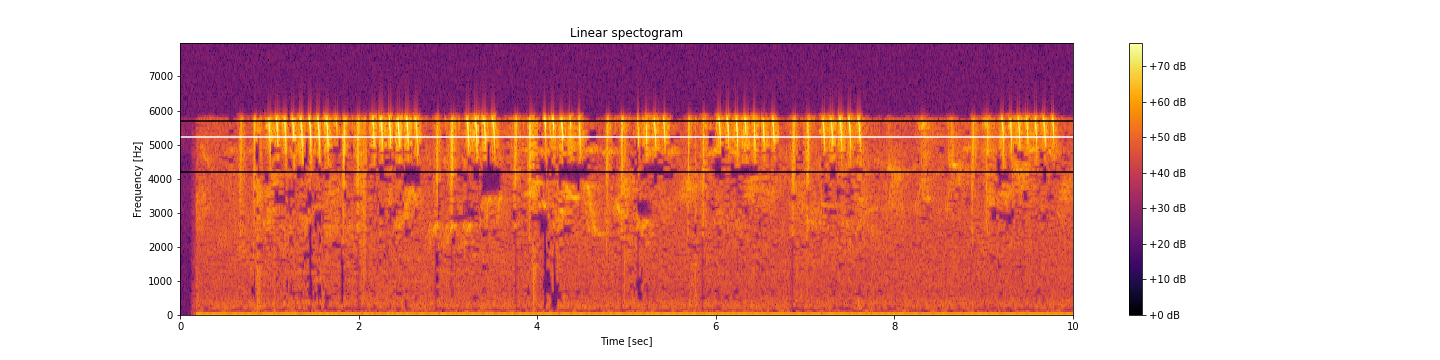 Linear spectogram
Frequency [Hz]
7000
6000
5000
4000
3000
2000
1000
0
0 2 4 6 8 10
Time [sec]
+70 dB
+60 dB
+50 dB
+40 dB
+30 dB
+20 dB
+10 dB
+0 dB